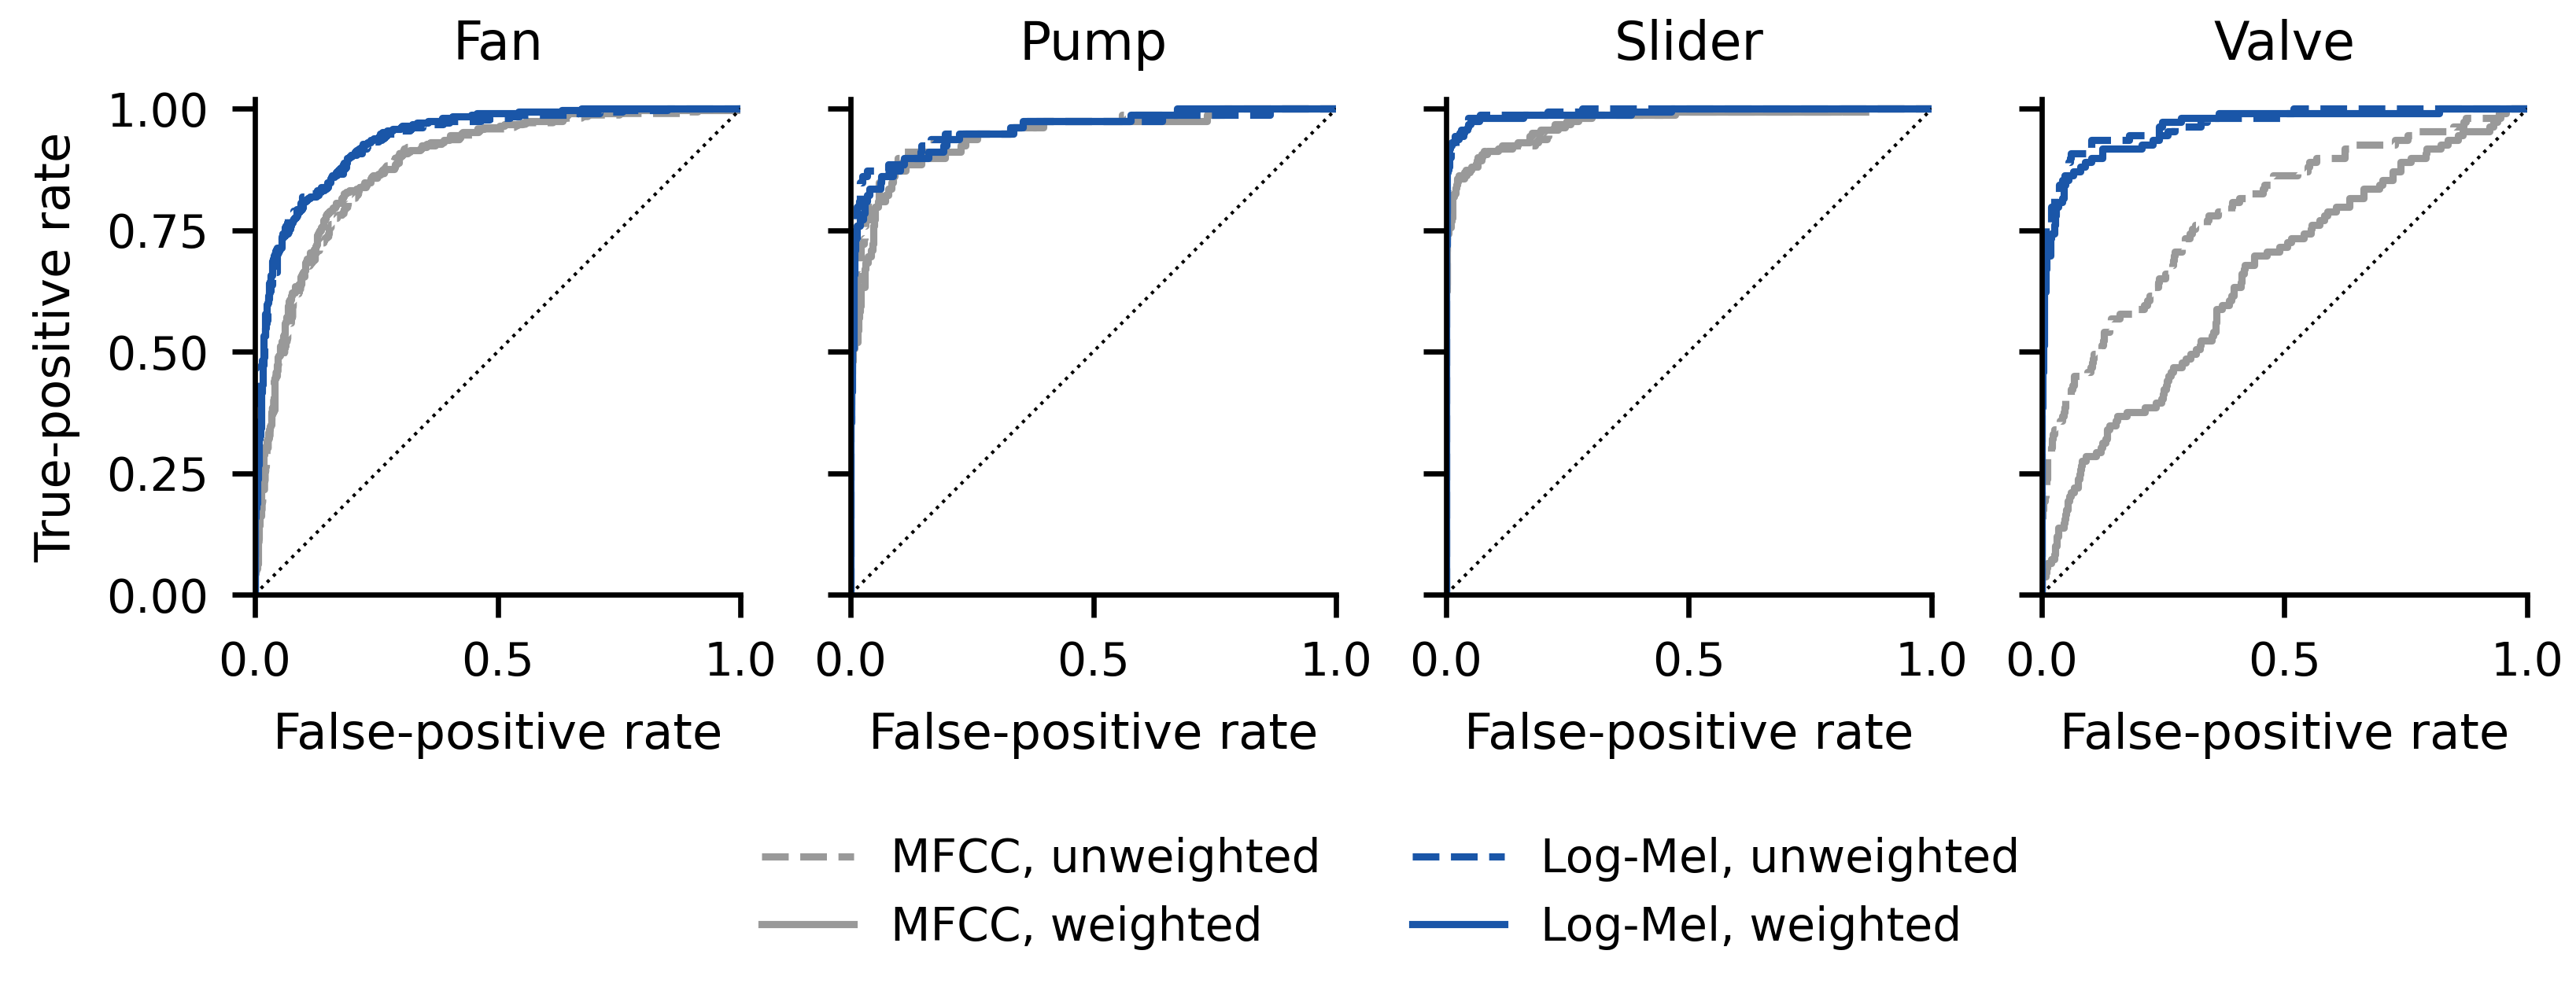 Fan Pump Slider Valve
True-positive rate
1.00
0.75
0.50
0.25
0.00
0.0 0.5 1.0 0.0 0.5 1.0 0.0 0.5 1.0 0.0 0.5 1.0
False-positive rate False-positive rate False-positive rate False-positive rate
MFCC, unweighted Log-Mel, unweighted
MFCC, weighted Log-Mel, weighted